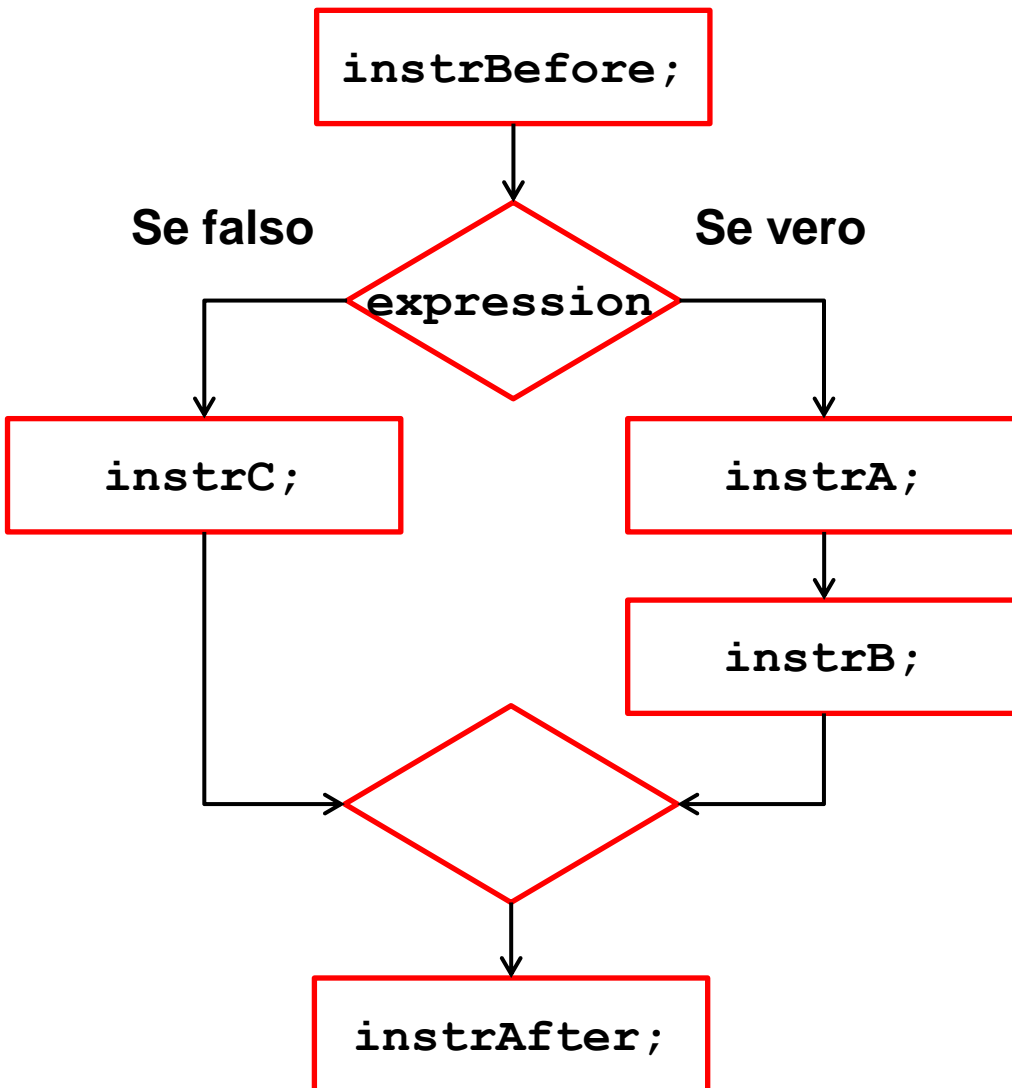 instrBefore;
Se falso
Se vero
expression
instrC;
instrA;
instrB;
instrAfter;